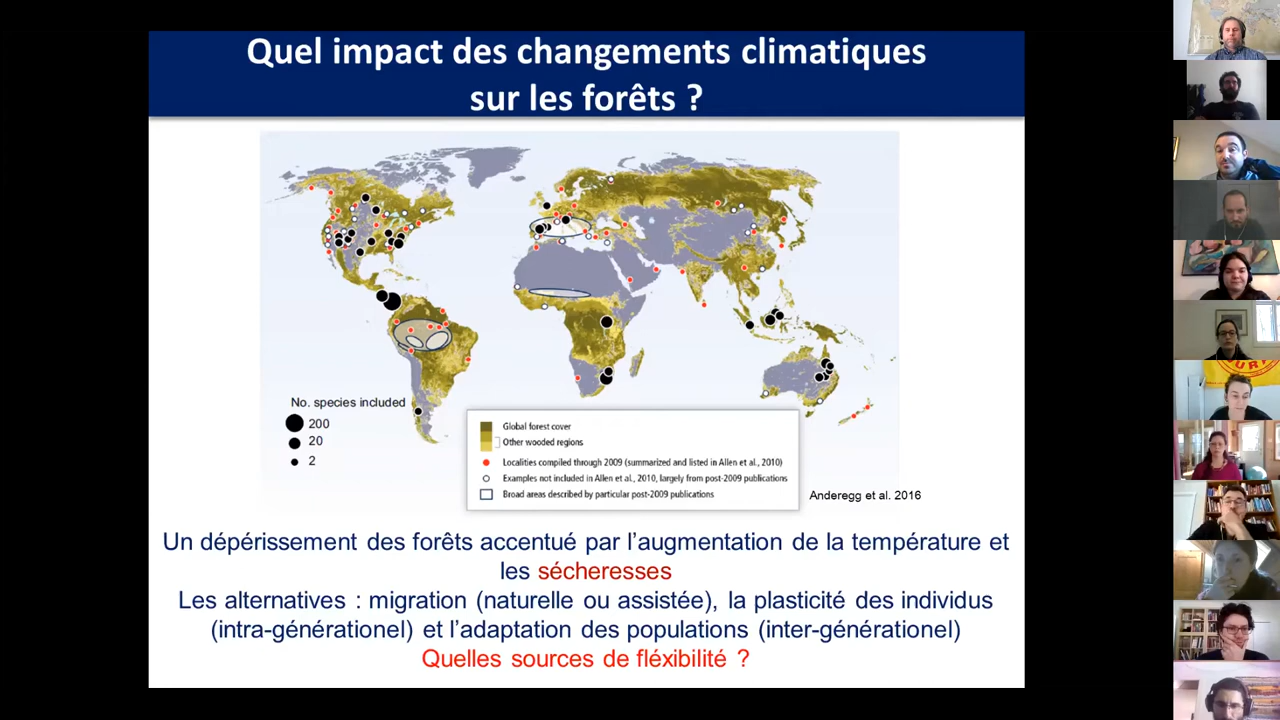 Quel impact des changements climatiques
sur les forêts ?
No. species included
200
20
2
Global forest cover
Other wooded regions
Localities compiled through 2009 (summarized and listed in Allen et al., 2010)
Examples not included in Allen et al., 2010, largely from post-2009 publications
Broad areas described by particular post-2009 publications
Anderegg et al. 2016
Un dépérissement des forêts accentué par l’augmentation de la température et
les sécheresses
Les alternatives : migration (naturelle ou assistée), la plasticité des individus
(intra-générationel) et l’adaptation des populations (inter-générationel)
Quelles sources de fléxibilité ?